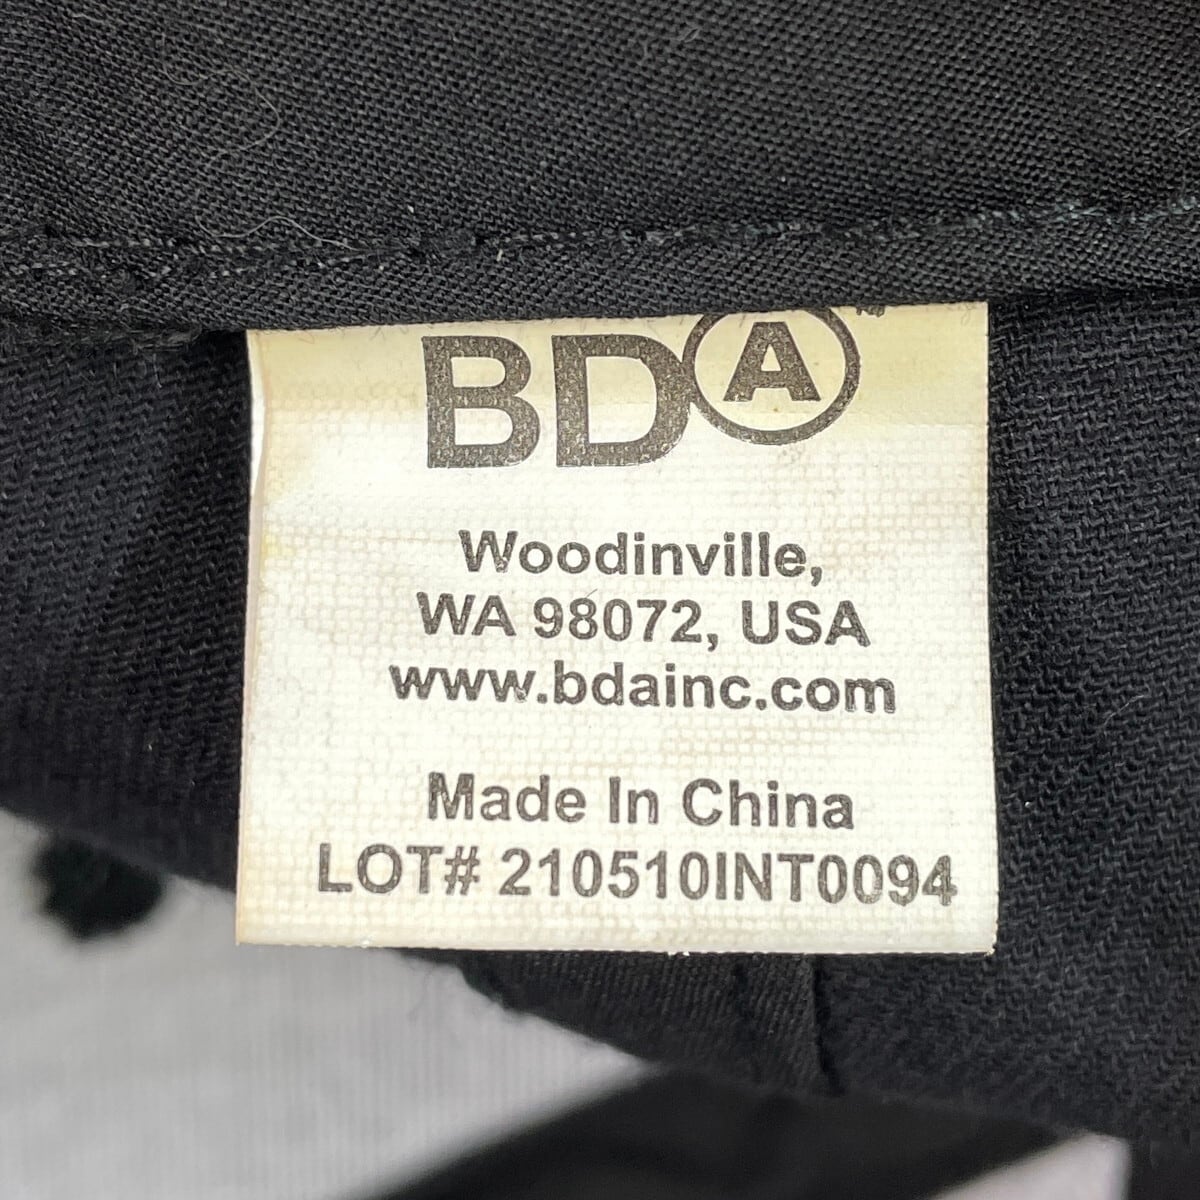 BDA
Woodinville,
WA 98072, USA
www.bdainc.com
Made In China
LOT# 210510INT0094